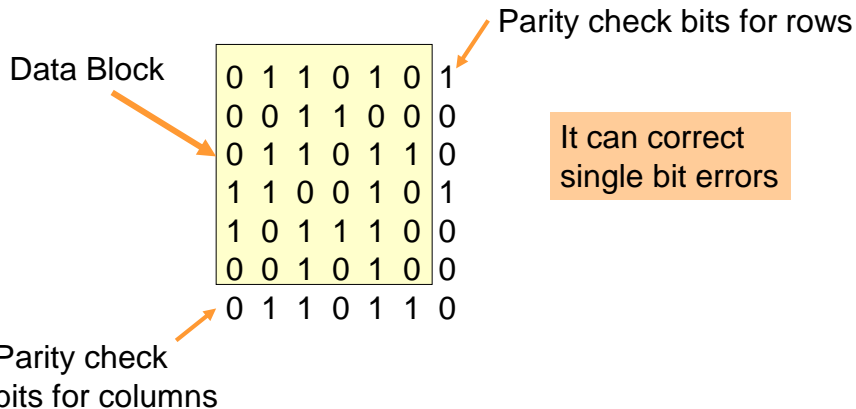 Parity check bits for rows
Data Block
0 1 1 0 1 0 1
0 0 1 1 0 0 0
0 1 1 0 1 1 0
1 1 0 0 1 0 1
1 0 1 1 1 0 0
0 0 1 0 1 0 0
0 1 1 0 1 1 0
It can correct
single bit errors
Parity check
bits for columns